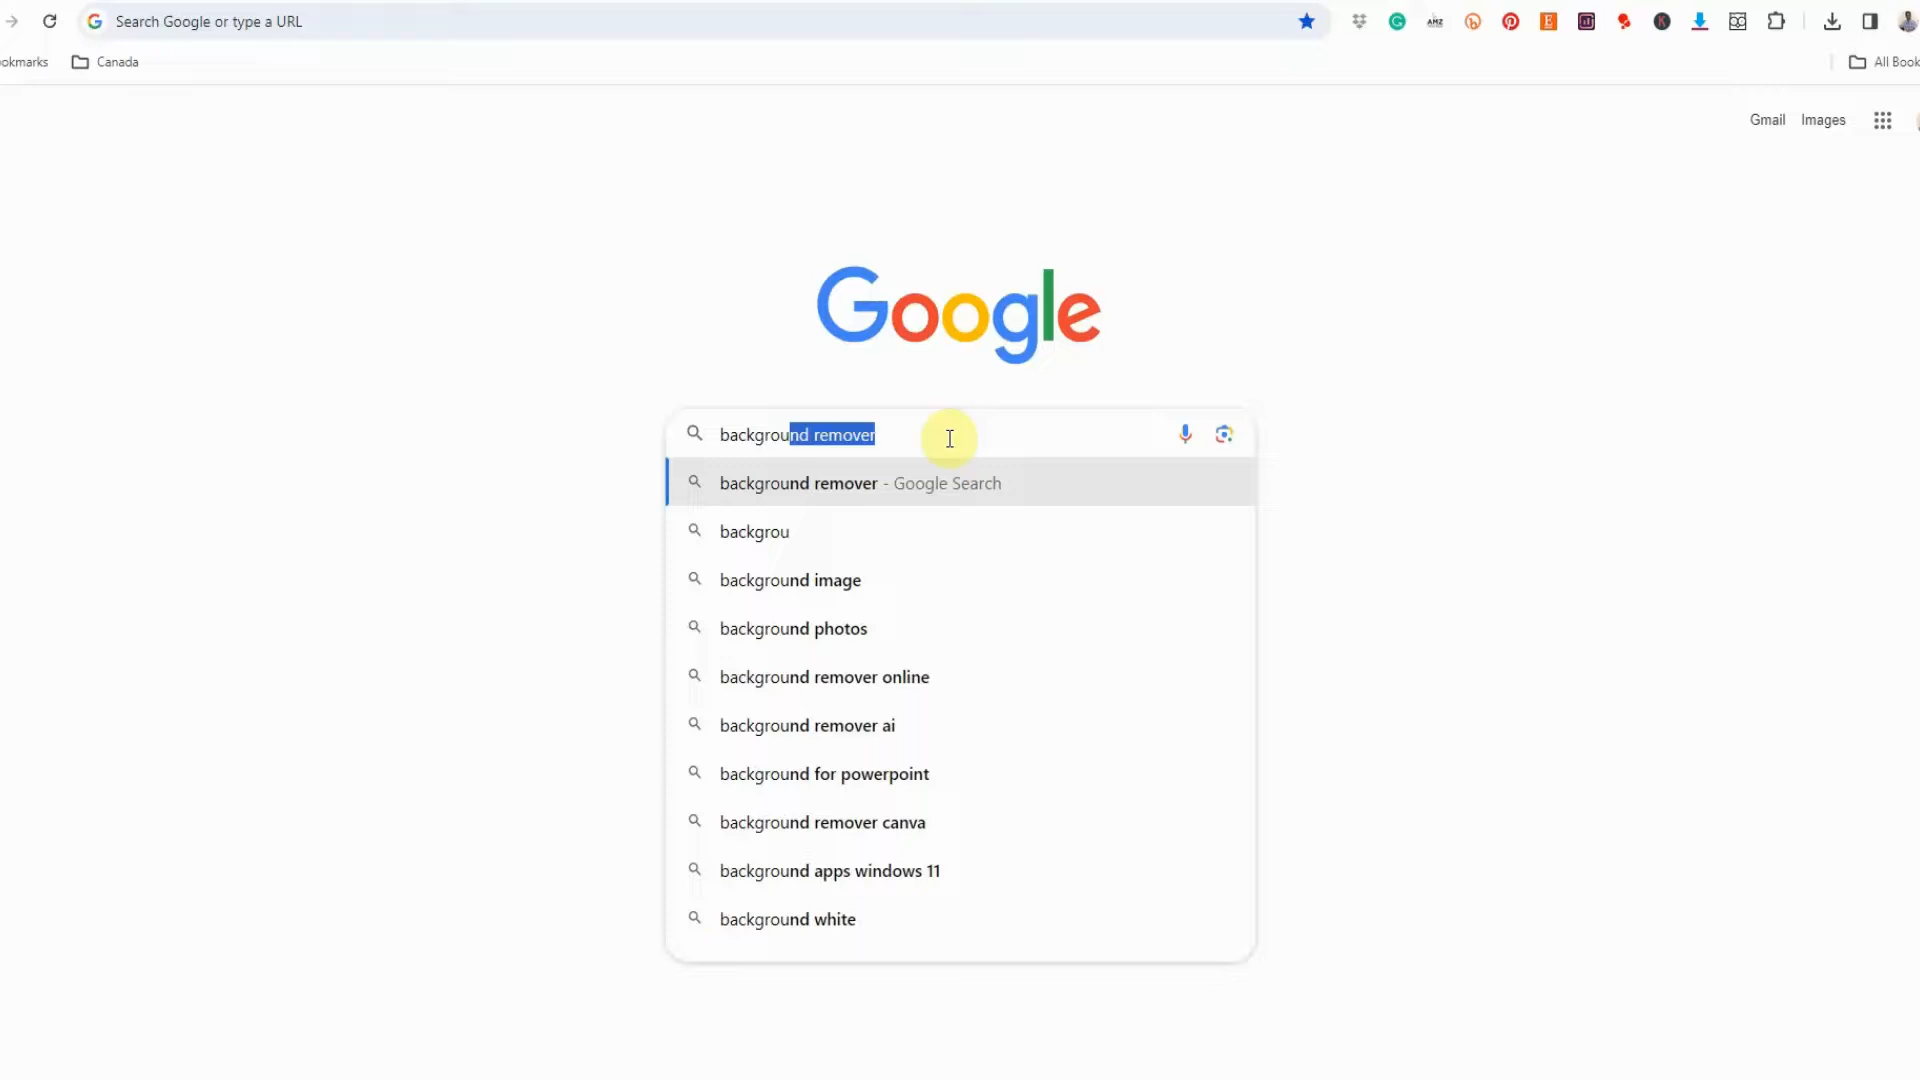 Search Google or type a URL
AMZ
okmarks
Canada
All Book
Gmail
Images
Google
background remover
background remover - Google Search
backgrou
background image
background photos
background remover online
background remover ai
background for powerpoint
background remover canva
background apps windows 11
background white